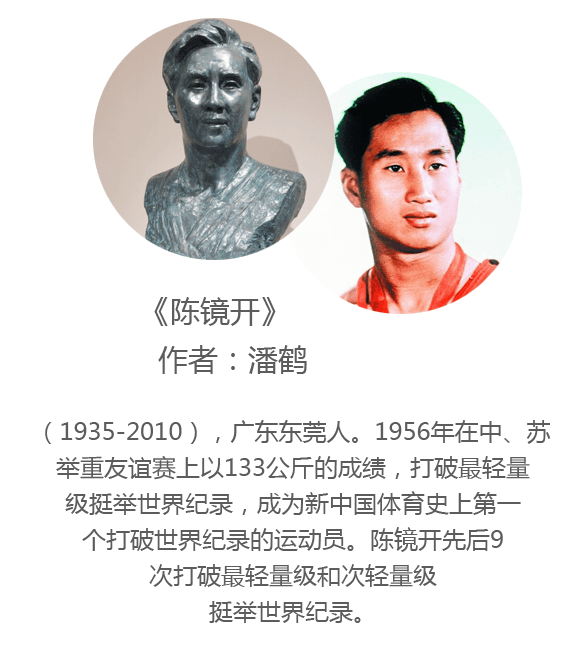 《陈镜开》
作者：潘鹤
（1935-2010），广东东莞人。1956年在中、苏
举重友谊赛上以133公斤的成绩，打破最轻量
级挺举世界纪录，成为新中国体育史上第一
个打破世界纪录的运动员。陈镜开先后9
次打破最轻量级和次轻量级
挺举世界纪录。